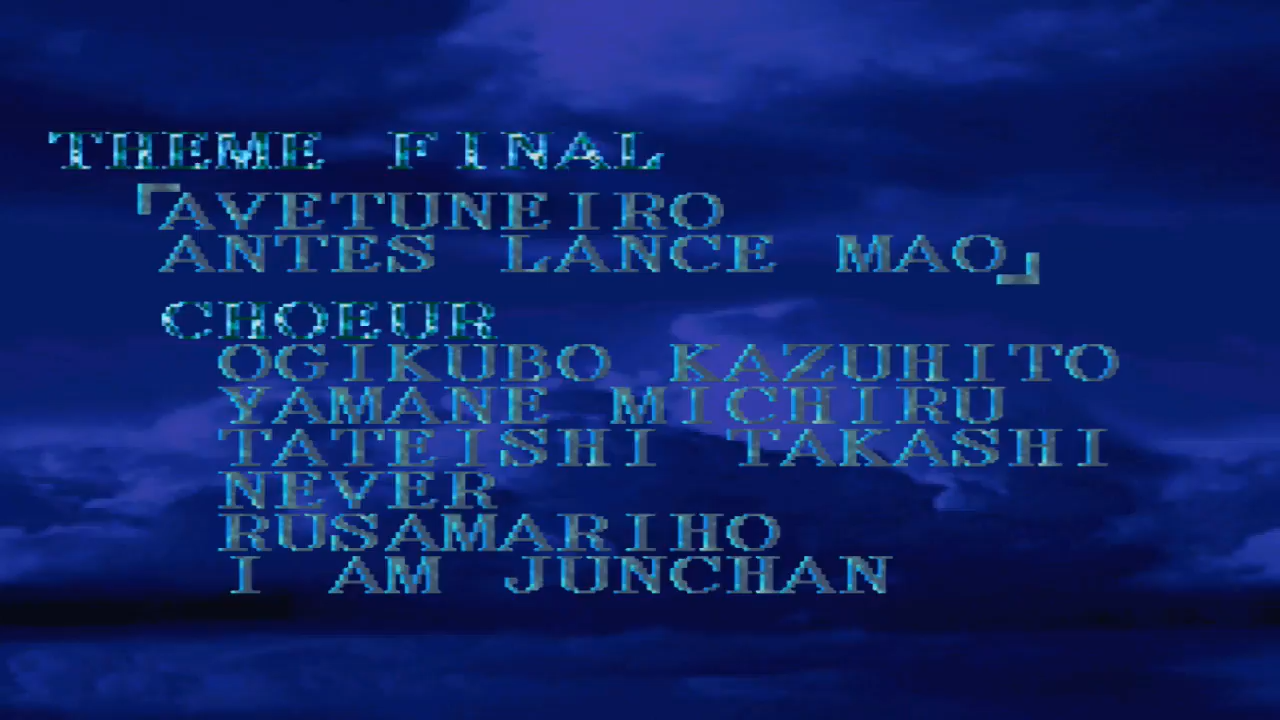 THEME FINAL
「AVETUNEIRO
ANTES LANCE MAO」
CHOEUR
OGIKUBO KAZUHITO
YAMANE MICHIRU
TATEISHI TAKASHI
NEVER
RUSAMARIHO
I AM JUNCHAN